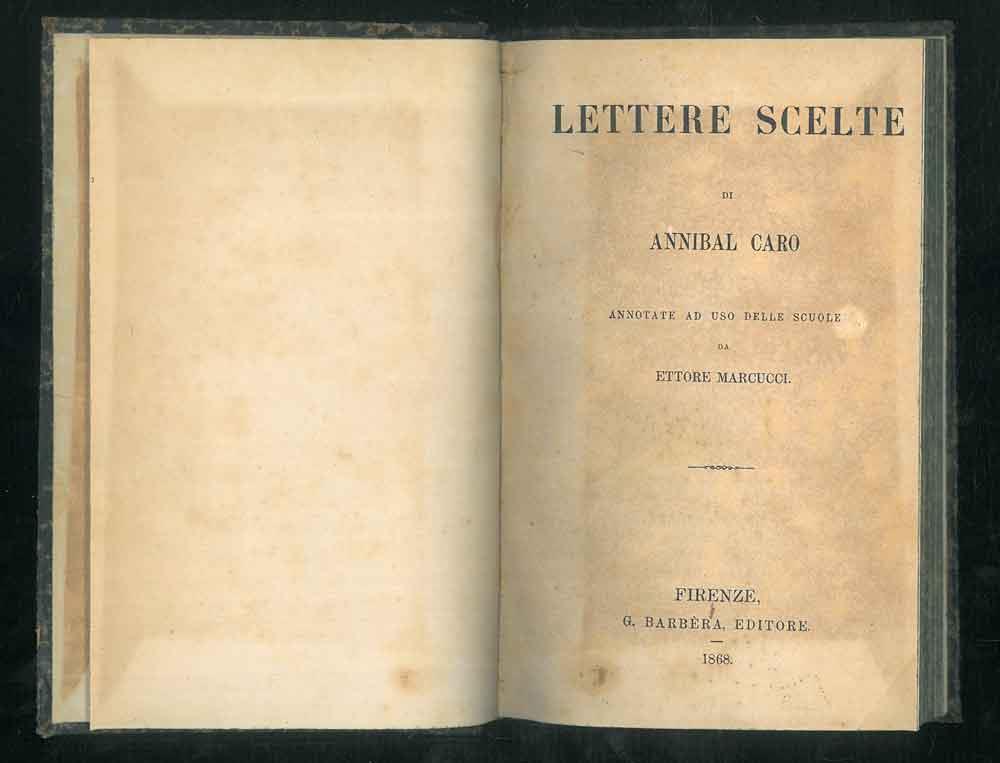 LETTERE SCELTE
DI
ANNIBAL CARO
ANNOTATE AD USO DELLE SCUOLE
DA
ETTORE MARCUCCI.
FIRENZE,
G. BARBÈRA, EDITORE.
1868.